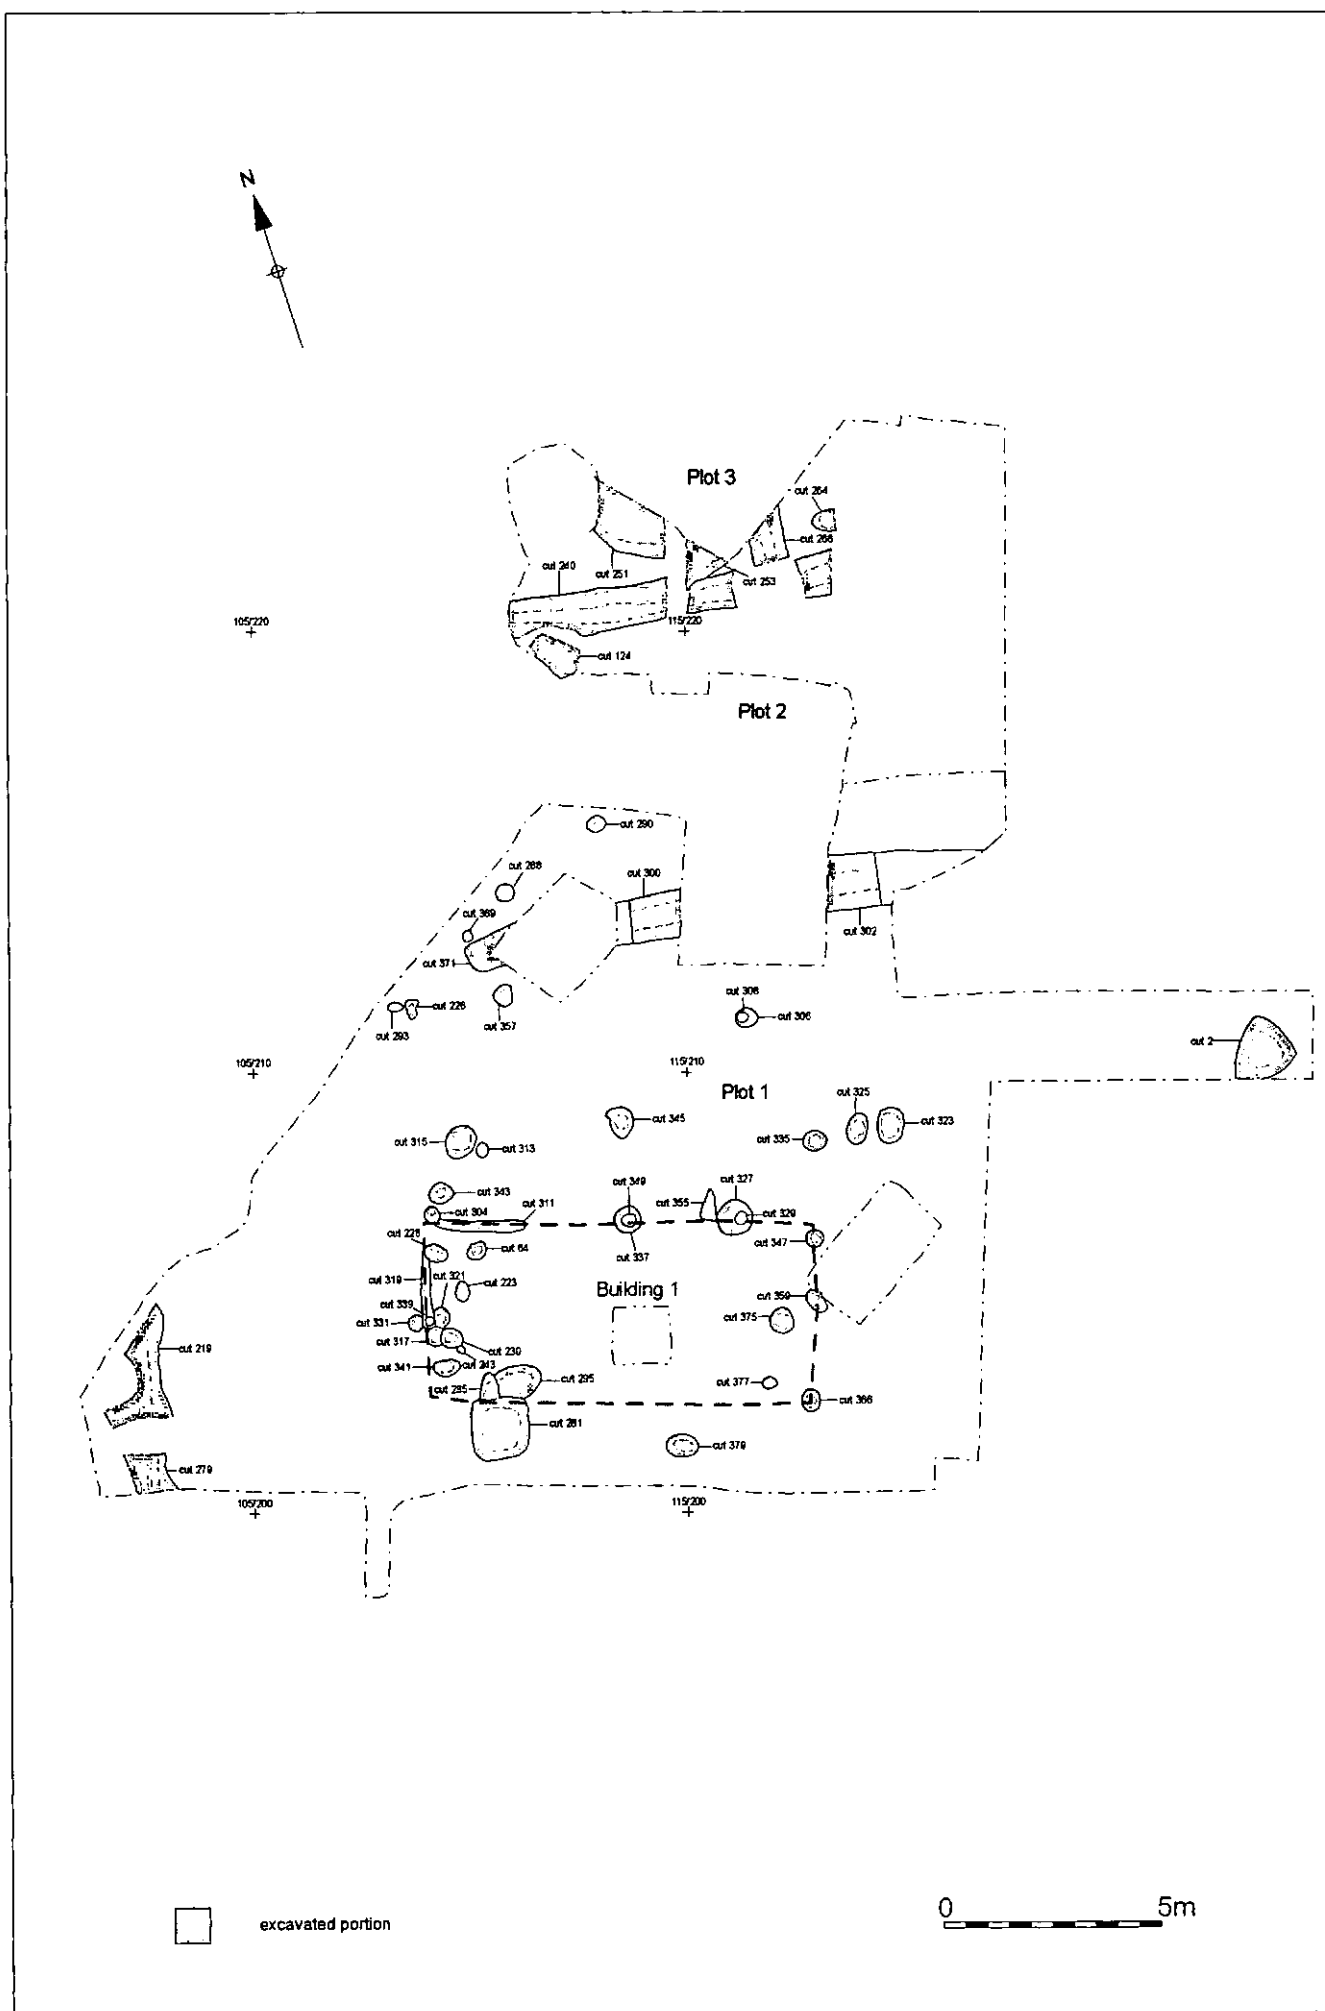 N
Plot 3
cut 264
cut 266
cut 240
cut 251
cut 253
105/220
115/220
cut 124
Plot 2
cut 290
cut 288
cut 300
cut 369
cut 371
cut 302
cut 226
cut 293
cut 357
cut 308
cut 306
cut 2
105/210
115/210
Plot 1
cut 325
cut 345
cut 323
cut 315
cut 313
cut 335
cut 343
cut 349
cut 327
cut 304
cut 311
cut 355
cut 329
cut 228
cut 64
cut 337
cut 347
cut 319
cut 321
cut 223
Building 1
cut 359
cut 339
cut 331
cut 375
cut 317
cut 230
cut 219
cut 341
cut 243
cut 285
cut 295
cut 377
cut 366
cut 281
cut 379
cut 279
105/200
115/200
0 5m
excavated portion